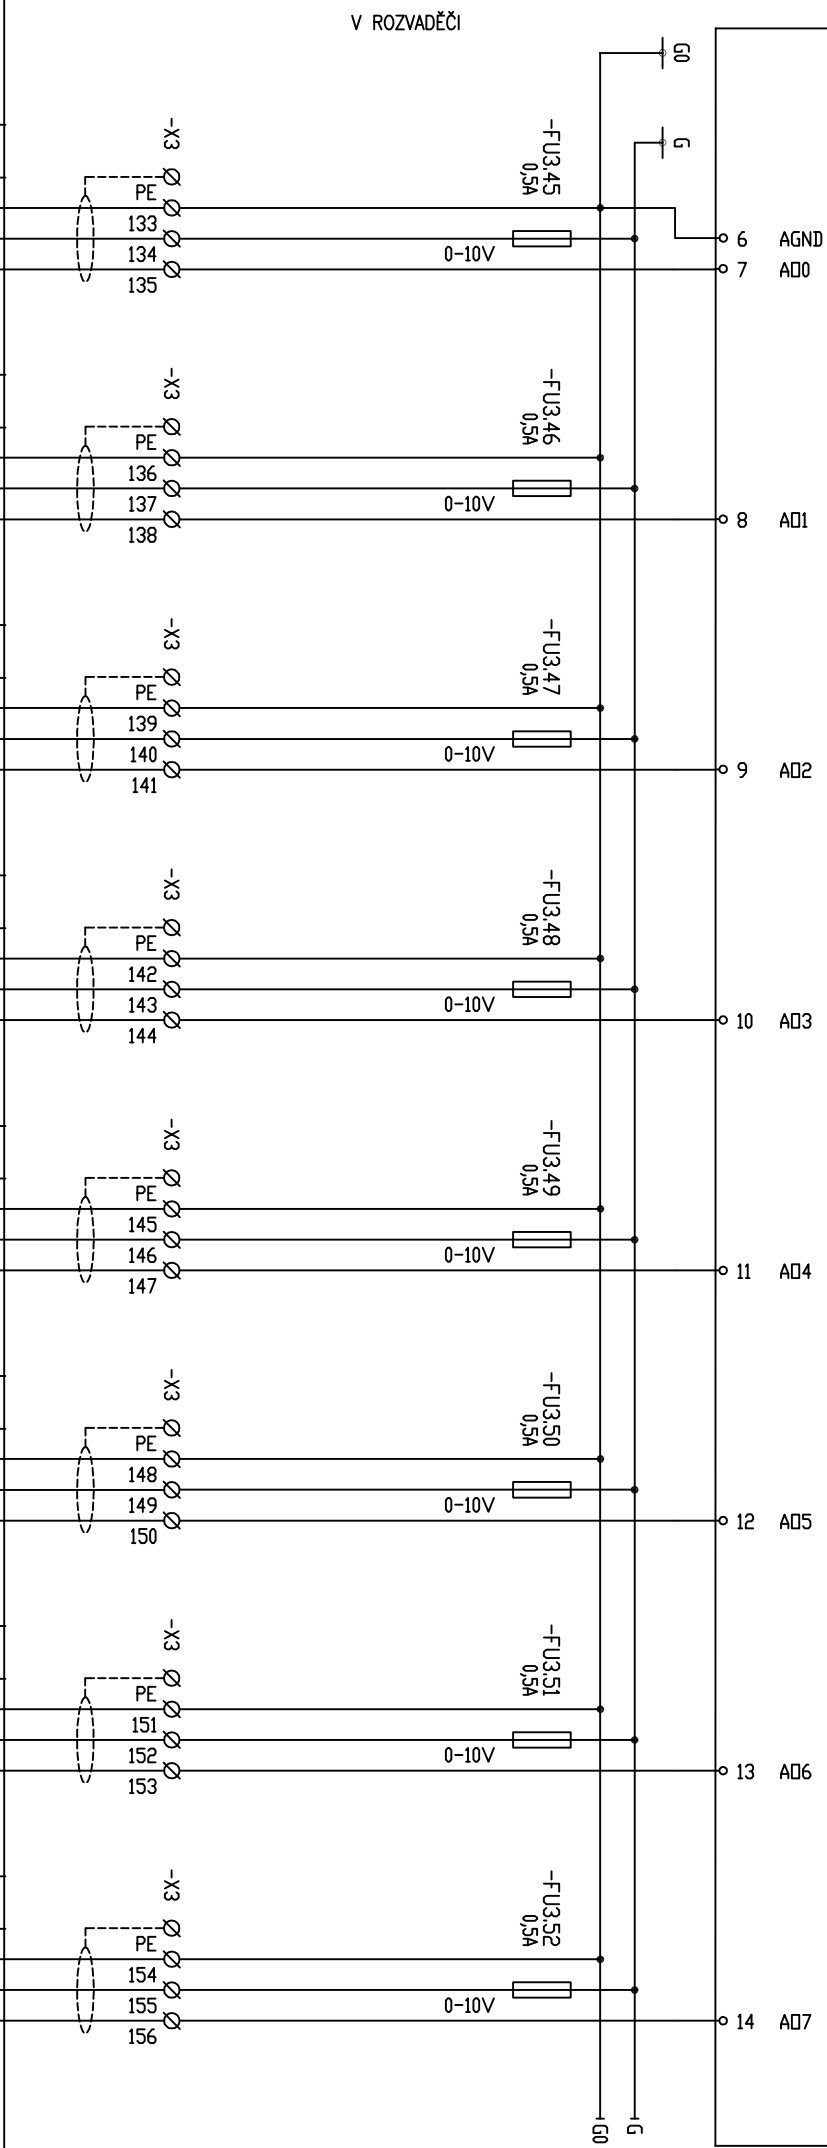 V ROZVADĚČI
G0
G
-X3
-FU3.45
0,5A
PE
133
134
0-10V
135
6 AGND
7 AO0
-X3
-FU3.46
0,5A
PE
136
137
0-10V
138
8 AO1
-X3
-FU3.47
0,5A
PE
139
140
0-10V
141
9 AO2
-X3
-FU3.48
0,5A
PE
142
143
0-10V
144
10 AO3
-X3
-FU3.49
0,5A
PE
145
146
0-10V
147
11 AO4
-X3
-FU3.50
0,5A
PE
148
149
0-10V
150
12 AO5
-X3
-FU3.51
0,5A
PE
151
152
0-10V
153
13 AO6
-X3
-FU3.52
0,5A
PE
154
155
0-10V
156
14 AO7
G0
G